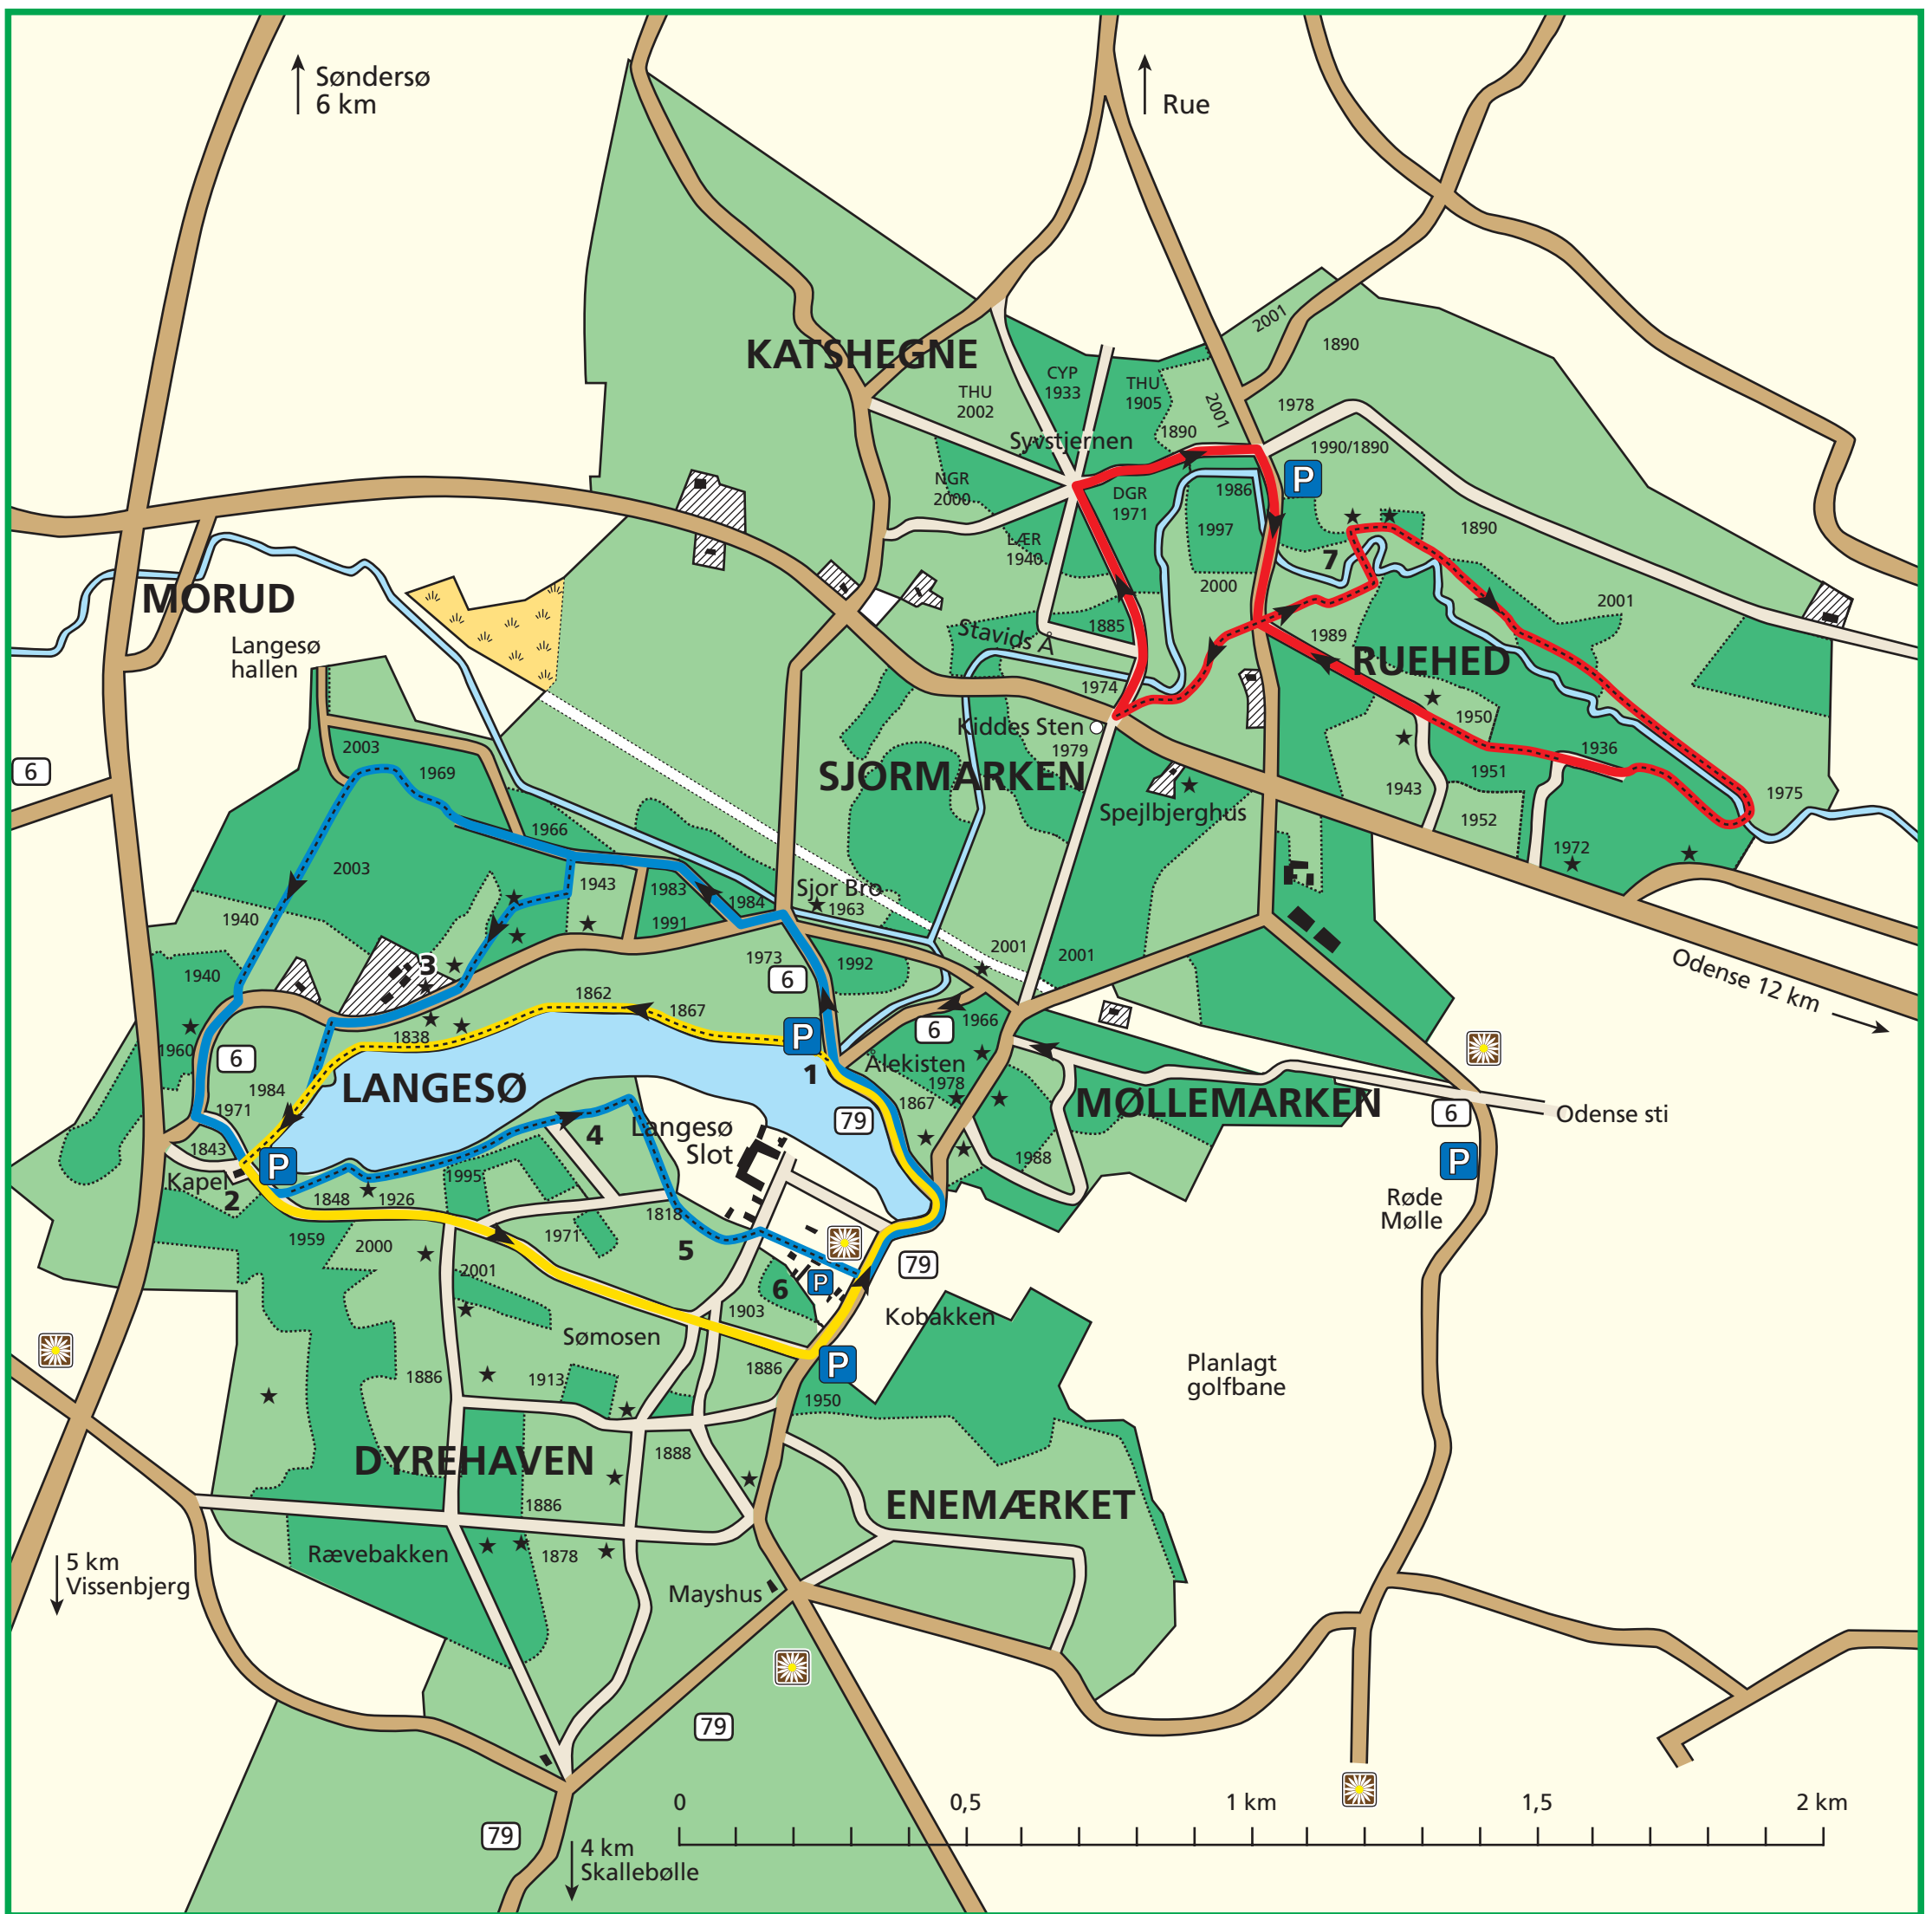 Søndersø
6 km
Rue
2001
1890
KATSHEGNE
CYP
1933
THU
1905
THU
2002
2001
1978
Syvstjernen
1890
1990/1890
P
NGR
2000
DGR
1971
1986
1997
1890
LÆR
1940
7
MORUD
2000
2001
Langesø
hallen
Stavids Å
1885
1989
RUEHED
1974
Kiddes Sten
1979
1950
1936
2003
1969
6
SJORMARKEN
1951
1943
1975
Spejlbjerghus
1952
1966
1972
2003
1943
1983
Sjor Bro
1984
1963
1940
1991
2001
2001
1973
1992
Odense 12 km
1940
3
6
1862
1867
1966
6
1838
P
1960
6
Ålekisten
1
1984
LANGESØ
1978
MØLLEMARKEN
1971
1867
79
6
Odense sti
4
Langesø
Slot
1843
P
1988
P
Kapel
2
1848
1926
1995
Røde
Mølle
1818
1959
2000
1971
5
79
2001
6
P
1903
Kobakken
Sømosen
Planlagt
golfbane
1886
1913
1886
P
1950
DYREHAVEN
1888
1886
ENEMÆRKET
Rævebakken
1878
5 km
Vissenbjerg
Mayshus
79
0
0,5
1 km
1,5
2 km
79
4 km
Skallebølle